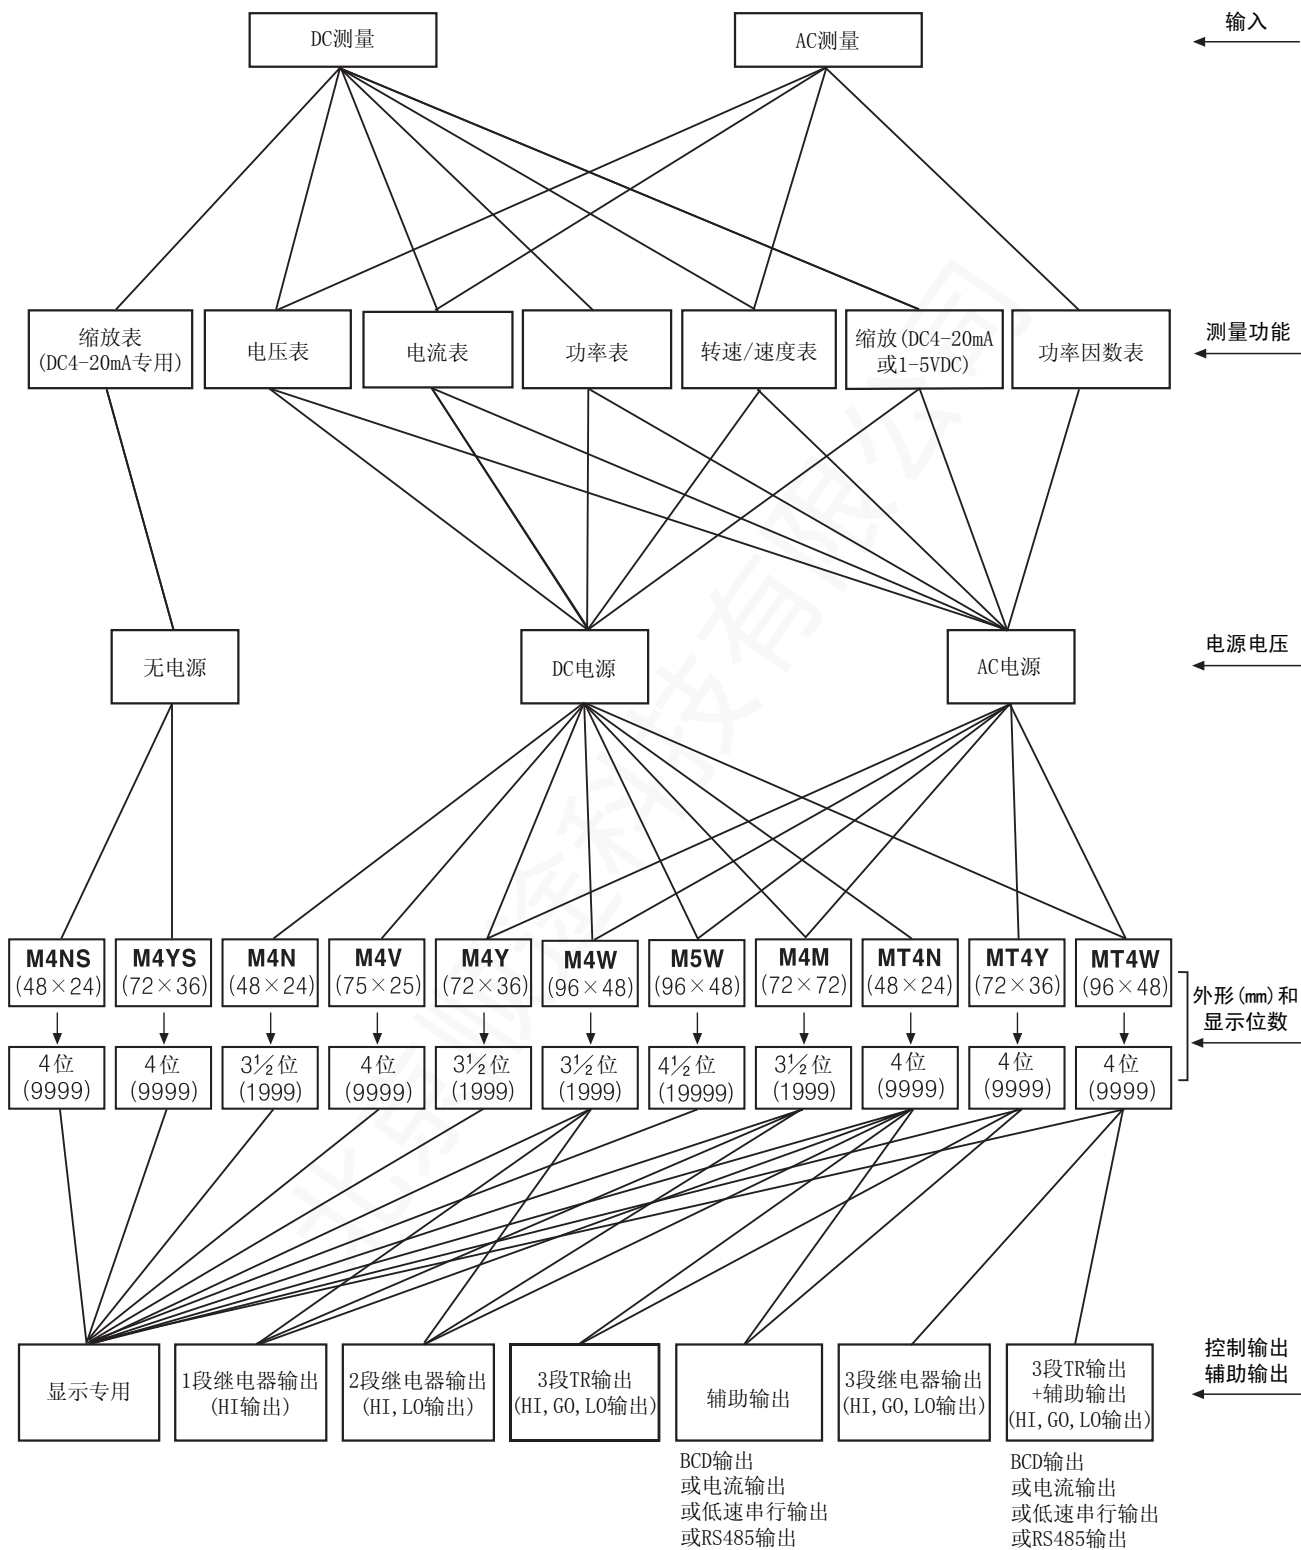 DC测量
AC测量
输入
缩放表
(DC4-20mA专用)
电压表
电流表
功率表
转速/速度表
缩放(DC4-20mA
或1-5VDC)
功率因数表
测量功能
无电源
DC电源
AC电源
电源电压
M4NS
(48×24)
M4YS
(72×36)
M4N
(48×24)
M4V
(75×25)
M4Y
(72×36)
M4W
(96×48)
M5W
(96×48)
M4M
(72×72)
MT4N
(48×24)
MT4Y
(72×36)
MT4W
(96×48)
外形(mm)和
显示位数
4位
(9999)
4位
(9999)
3½位
(1999)
4位
(9999)
3½位
(1999)
3½位
(1999)
4½位
(19999)
3½位
(1999)
4位
(9999)
4位
(9999)
4位
(9999)
显示专用
1段继电器输出
(HI输出)
2段继电器输出
(HI,LO输出)
3段TR输出
(HI,GO,LO输出)
辅助输出
3段继电器输出
(HI,GO,LO输出)
3段TR输出
+辅助输出
(HI,GO,LO输出)
控制输出
辅助输出
BCD输出
或电流输出
或低速串行输出
或RS485输出
BCD输出
或电流输出
或低速串行输出
或RS485输出